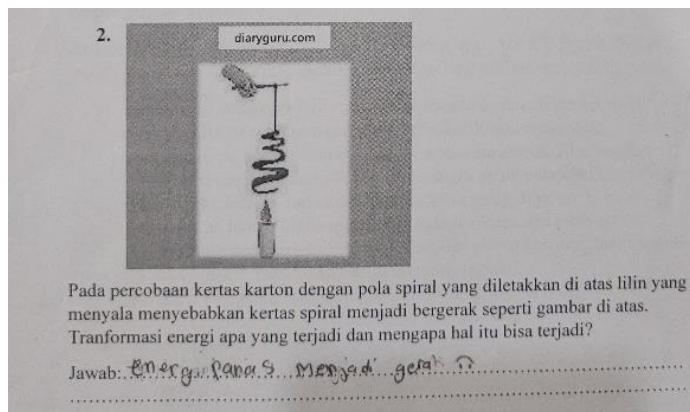 2.
diaryguru.com
Pada percobaan kertas karton dengan pola spiral yang diletakkan di atas lilin yang
menyala menyebabkan kertas spiral menjadi bergerak seperti gambar di atas.
Tranformasi energi apa yang terjadi dan mengapa hal itu bisa terjadi?
Jawab: energ panas menjadi gerak